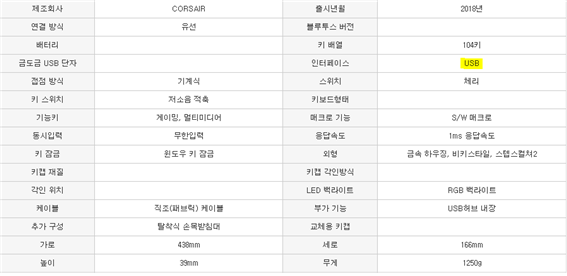 제조회사 CORSAIR 출시년월 2018년
연결 방식 유선 블루투스 버전
배터리 키 배열 104키
금도금 USB 단자 인터페이스 USB
접점 방식 기계식 스위치 체리
키 스위치 저소음 적축 키보드형태
기능키 게이밍, 멀티미디어 매크로 기능 S/W 매크로
동시입력 무한입력 응답속도 1ms 응답속도
키 잠금 윈도우 키 잠금 외형 금속 하우징, 비키스타일, 스텝스컬쳐2
키캡 재질 키캡 각인방식
각인 위치 LED 백라이트 RGB 백라이트
케이블 직조(패브릭) 케이블 부가 기능 USB허브 내장
추가 구성 탈착식 손목받침대 교체용 키캡
가로 438mm 세로 166mm
높이 39mm 무게 1250g